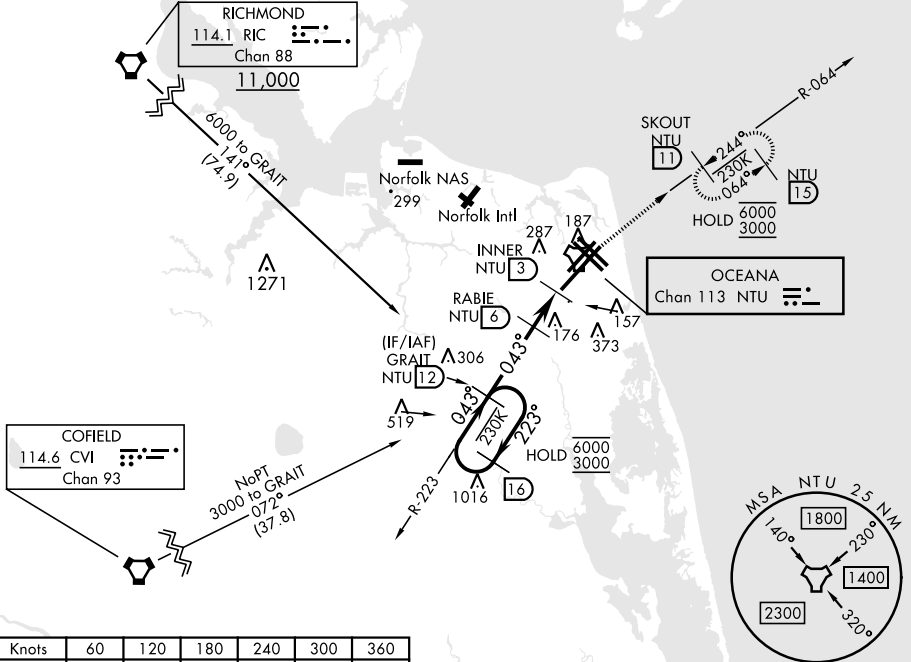 RICHMOND
114.1 RIC
Chan 88
11,000
6000 to GRAIT
141°
(74.9)
R-064
SKOUT
NTU
11
244°
230K
064°
NTU
15
HOLD 6000
3000
Norfolk NAS
299
Norfolk Intl
1271
287
187
INNER
NTU 3
OCEANA
Chan 113 NTU
RABIE
NTU 6
157
176
373
043°
(IF/IAF)
GRAIT
NTU 12
306
043°
519
230K
223°
HOLD 6000
3000
1016
16
R-223
COFIELD
114.6 CVI
Chan 93
NoPT
3000 to GRAIT
072°
(37.8)
MSA NTU 25 NM
1800
140°
230°
1400
2300
320°
Knots 60 120 180 240 300 360